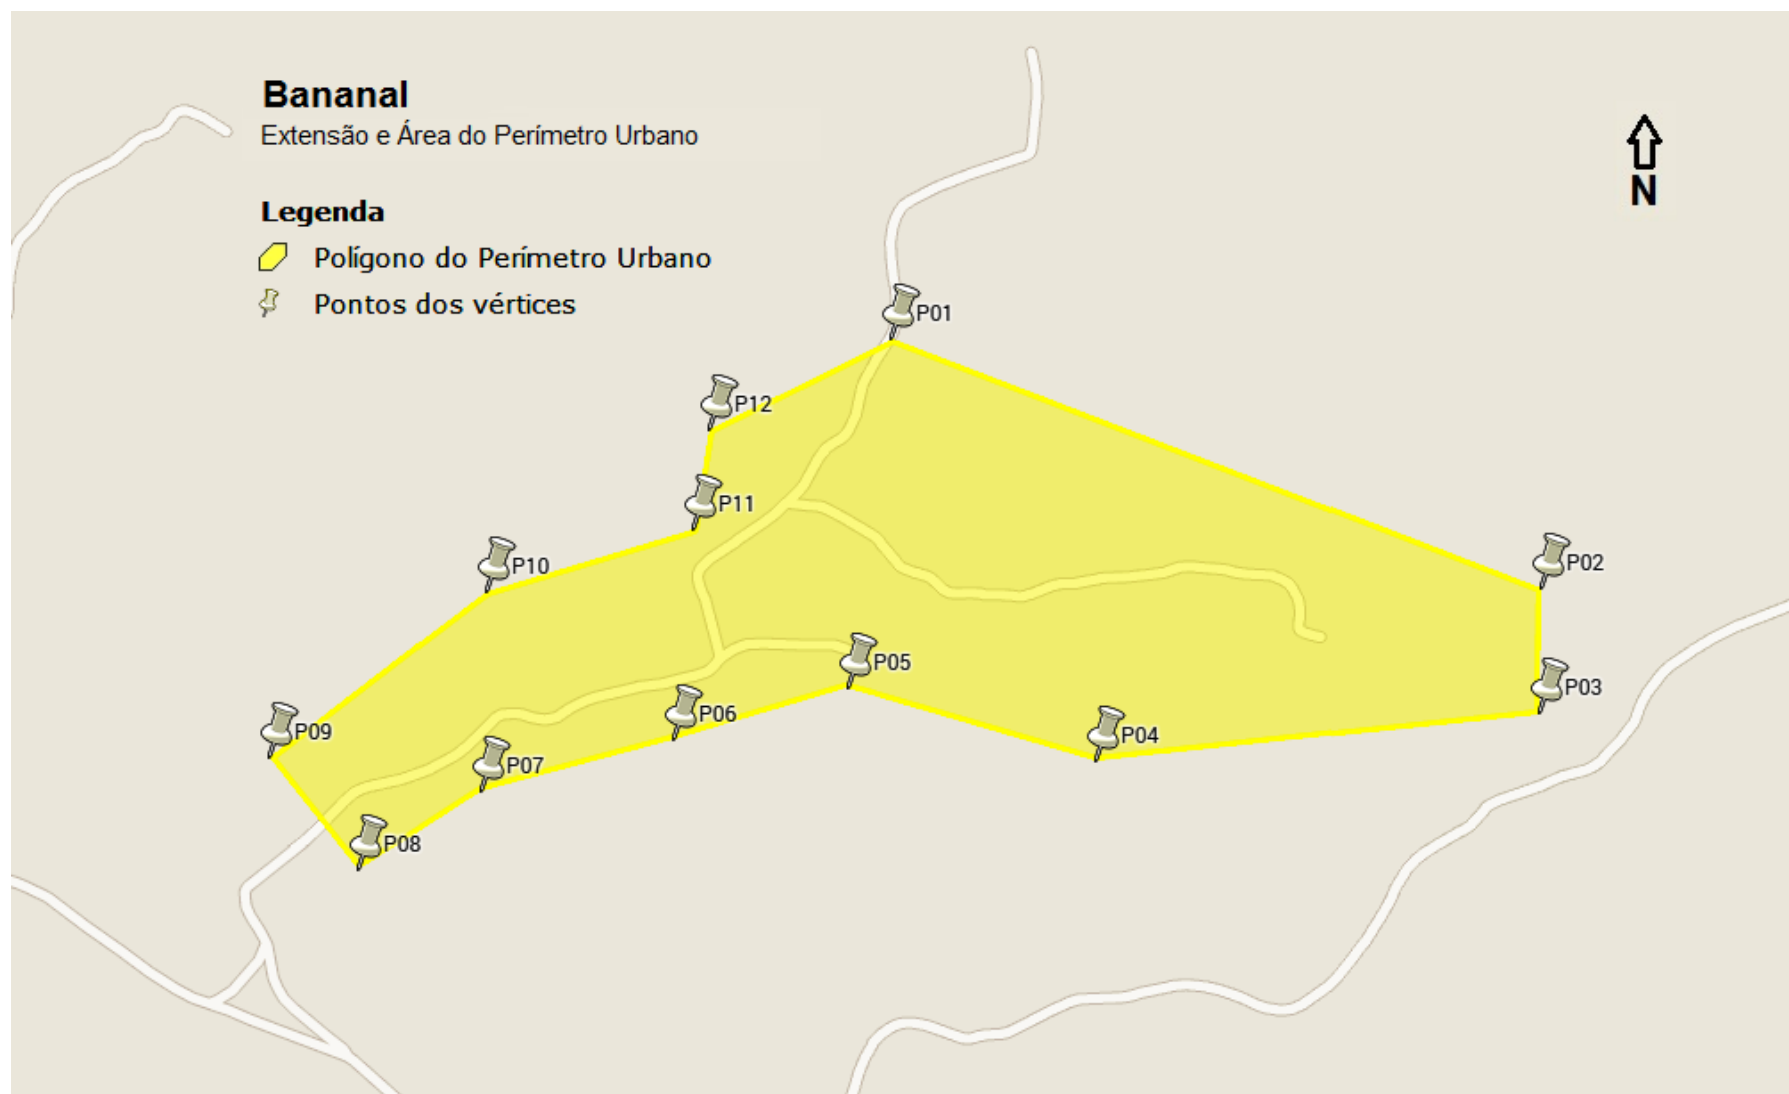 Bananal
Extensão e Área do Perímetro Urbano
N
Legenda
Polígono do Perímetro Urbano
Pontos dos vértices
P01
P12
P11
P10
P02
P05
P03
P06
P09
P04
P07
P08